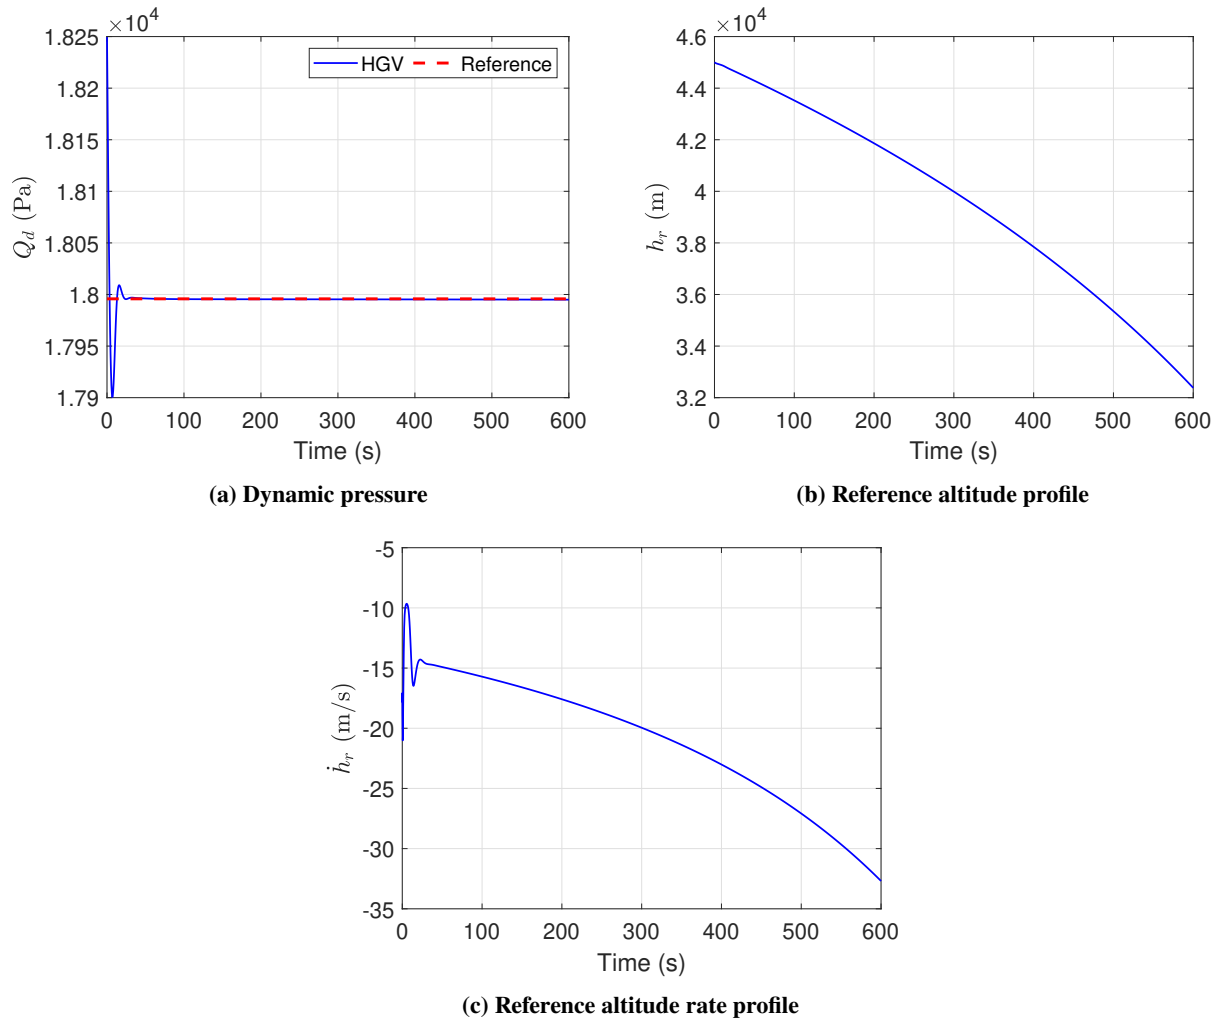 ×10⁴
1.825
1.82
1.815
1.81
1.805
1.8
1.795
1.79
Q_d (Pa)
HGV Reference
0 100 200 300 400 500 600
Time (s)
(a) Dynamic pressure
×10⁴
4.6
4.4
4.2
4
3.8
3.6
3.4
3.2
h_r (m)
0 100 200 300 400 500 600
Time (s)
(b) Reference altitude profile
-5
-10
-15
-20
-25
-30
-35
ḣ_r (m/s)
0 100 200 300 400 500 600
Time (s)
(c) Reference altitude rate profile